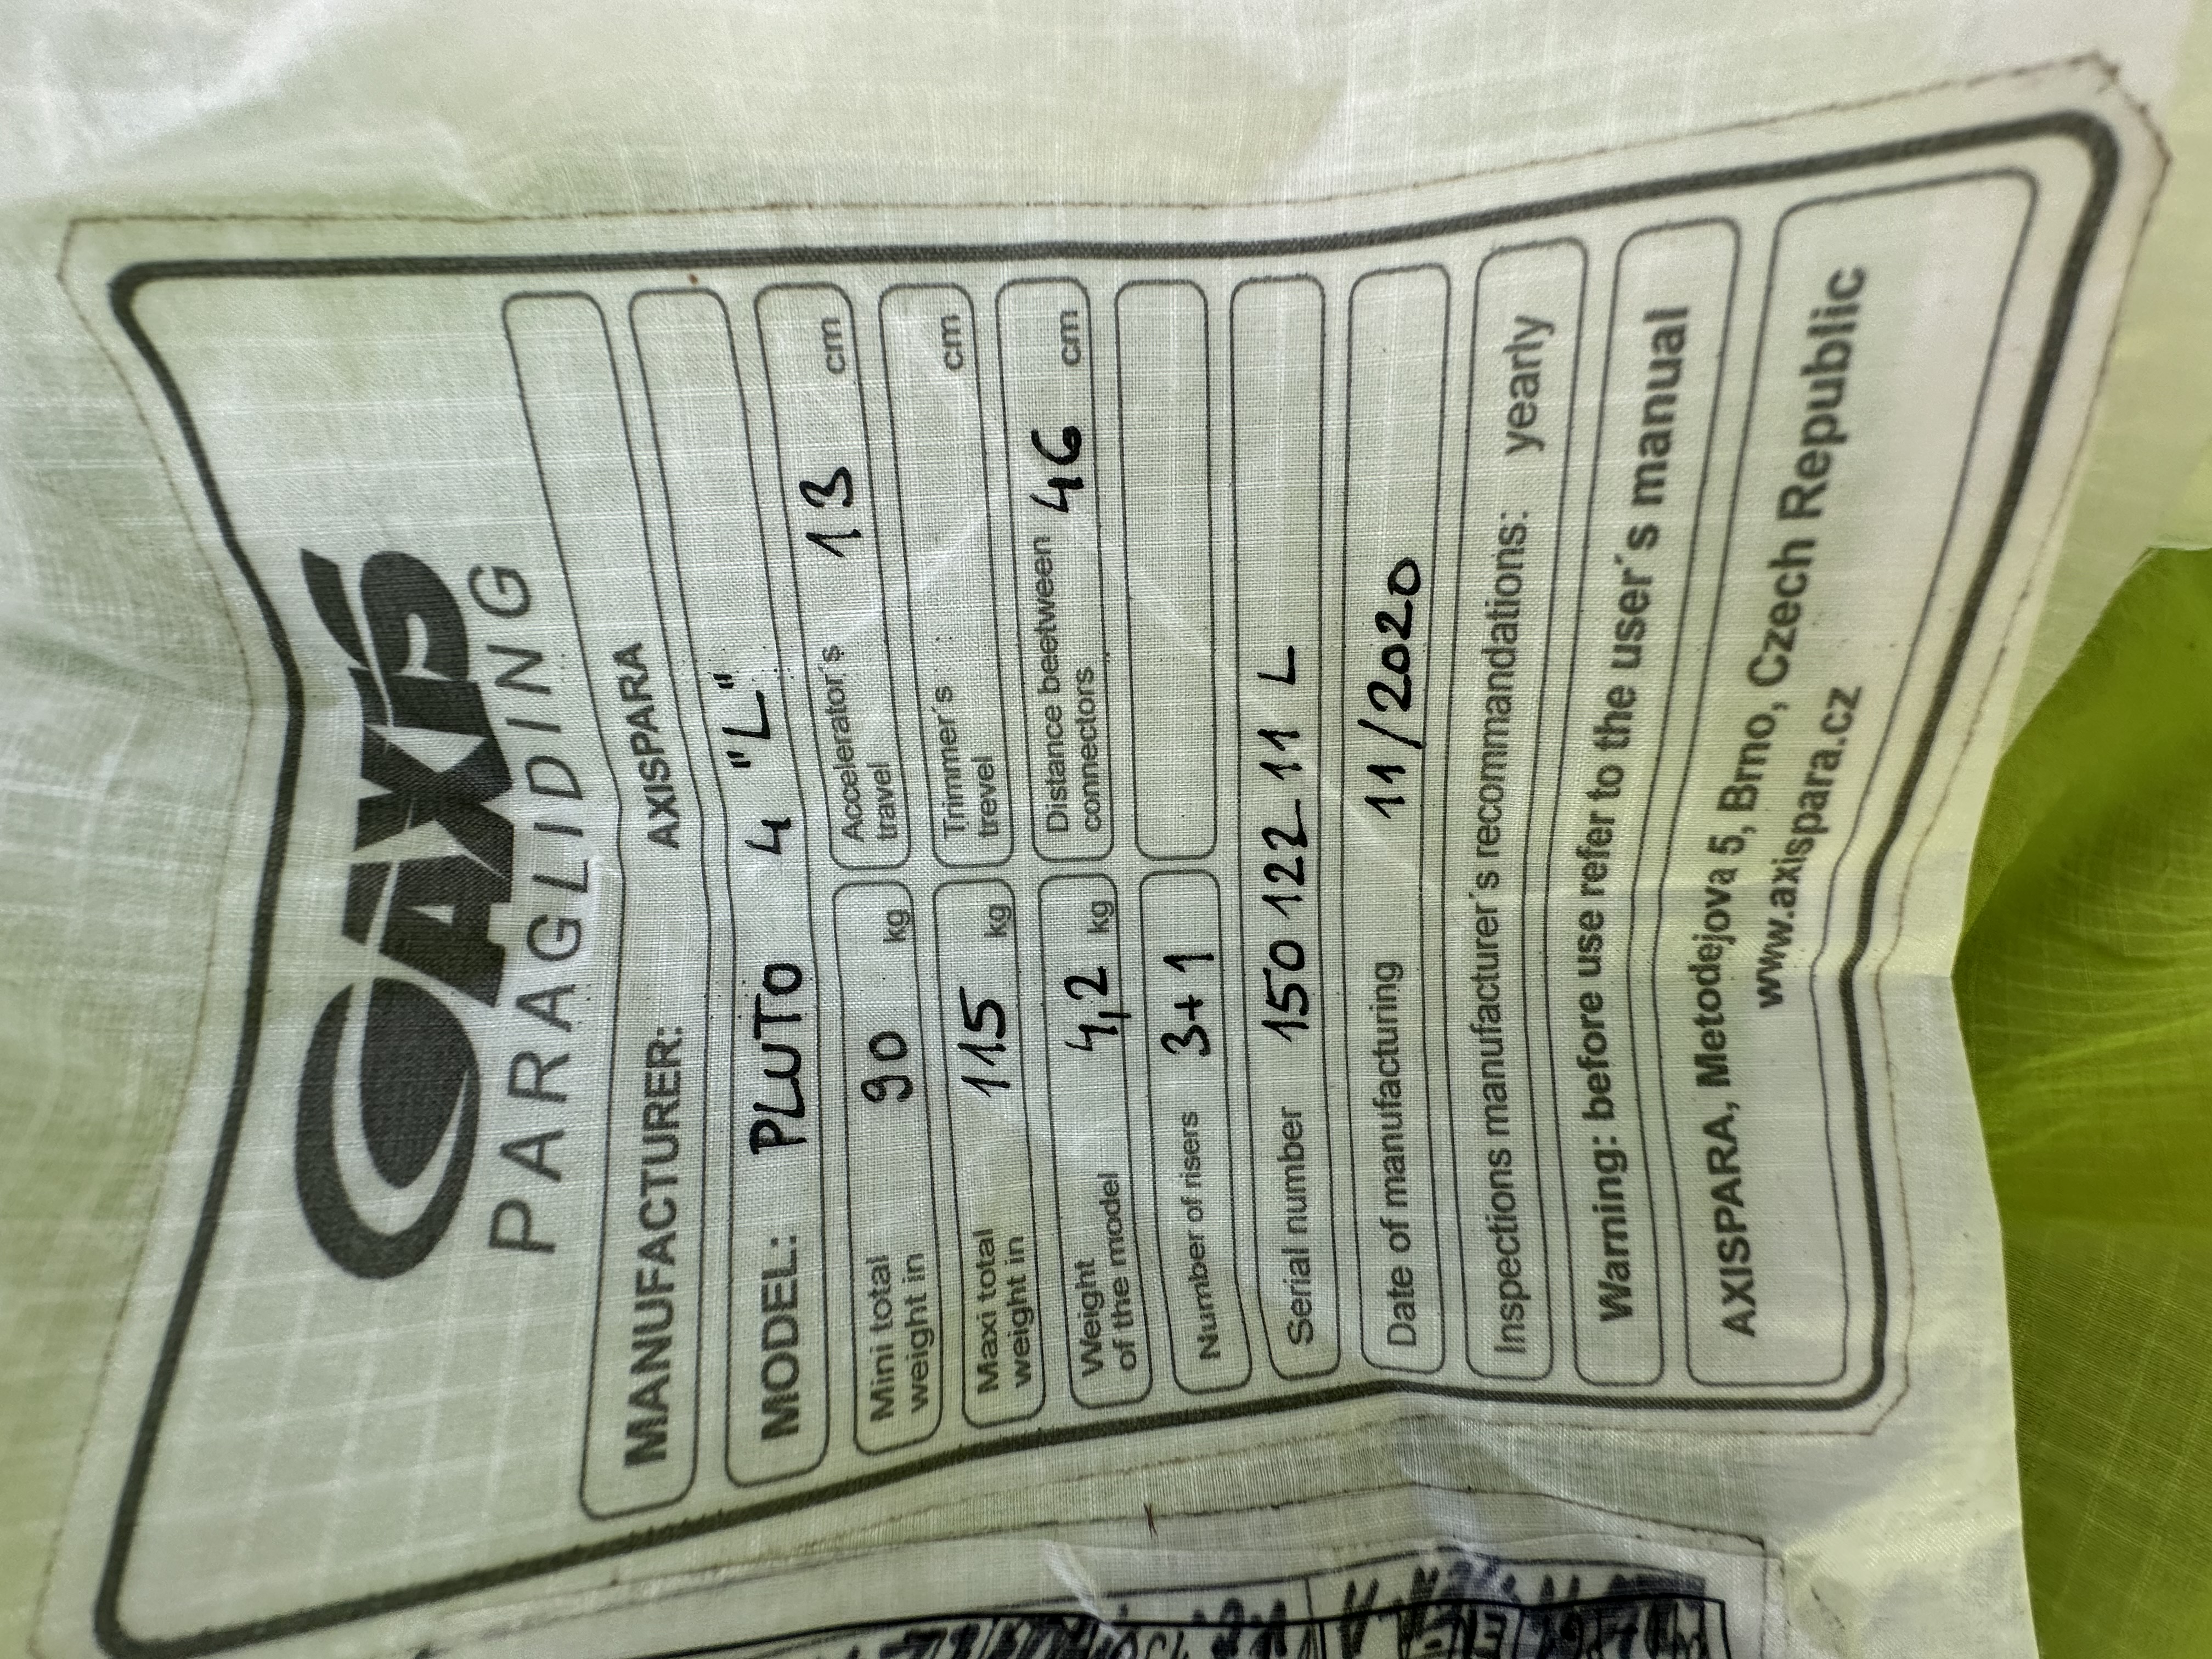 AXIS
PARAGLIDING
MANUFACTURER: AXISPARA
MODEL: PLUTO 4 "L"
Mini total
weight in 90 kg
Accelerator´s
travel 13 cm
Maxi total
weight in 115 kg
Trimmer´s
trevel cm
Weight
of the model 4,2 kg
Distance beetween
connectors 46 cm
Number of risers 3+1
Serial number 150 122 11 L
Date of manufacturing 11/2020
Inspections manufacturer´s recommandations: yearly
Warning: before use refer to the user´s manual
AXISPARA, Metodejova 5, Brno, Czech Republic
www.axispara.cz